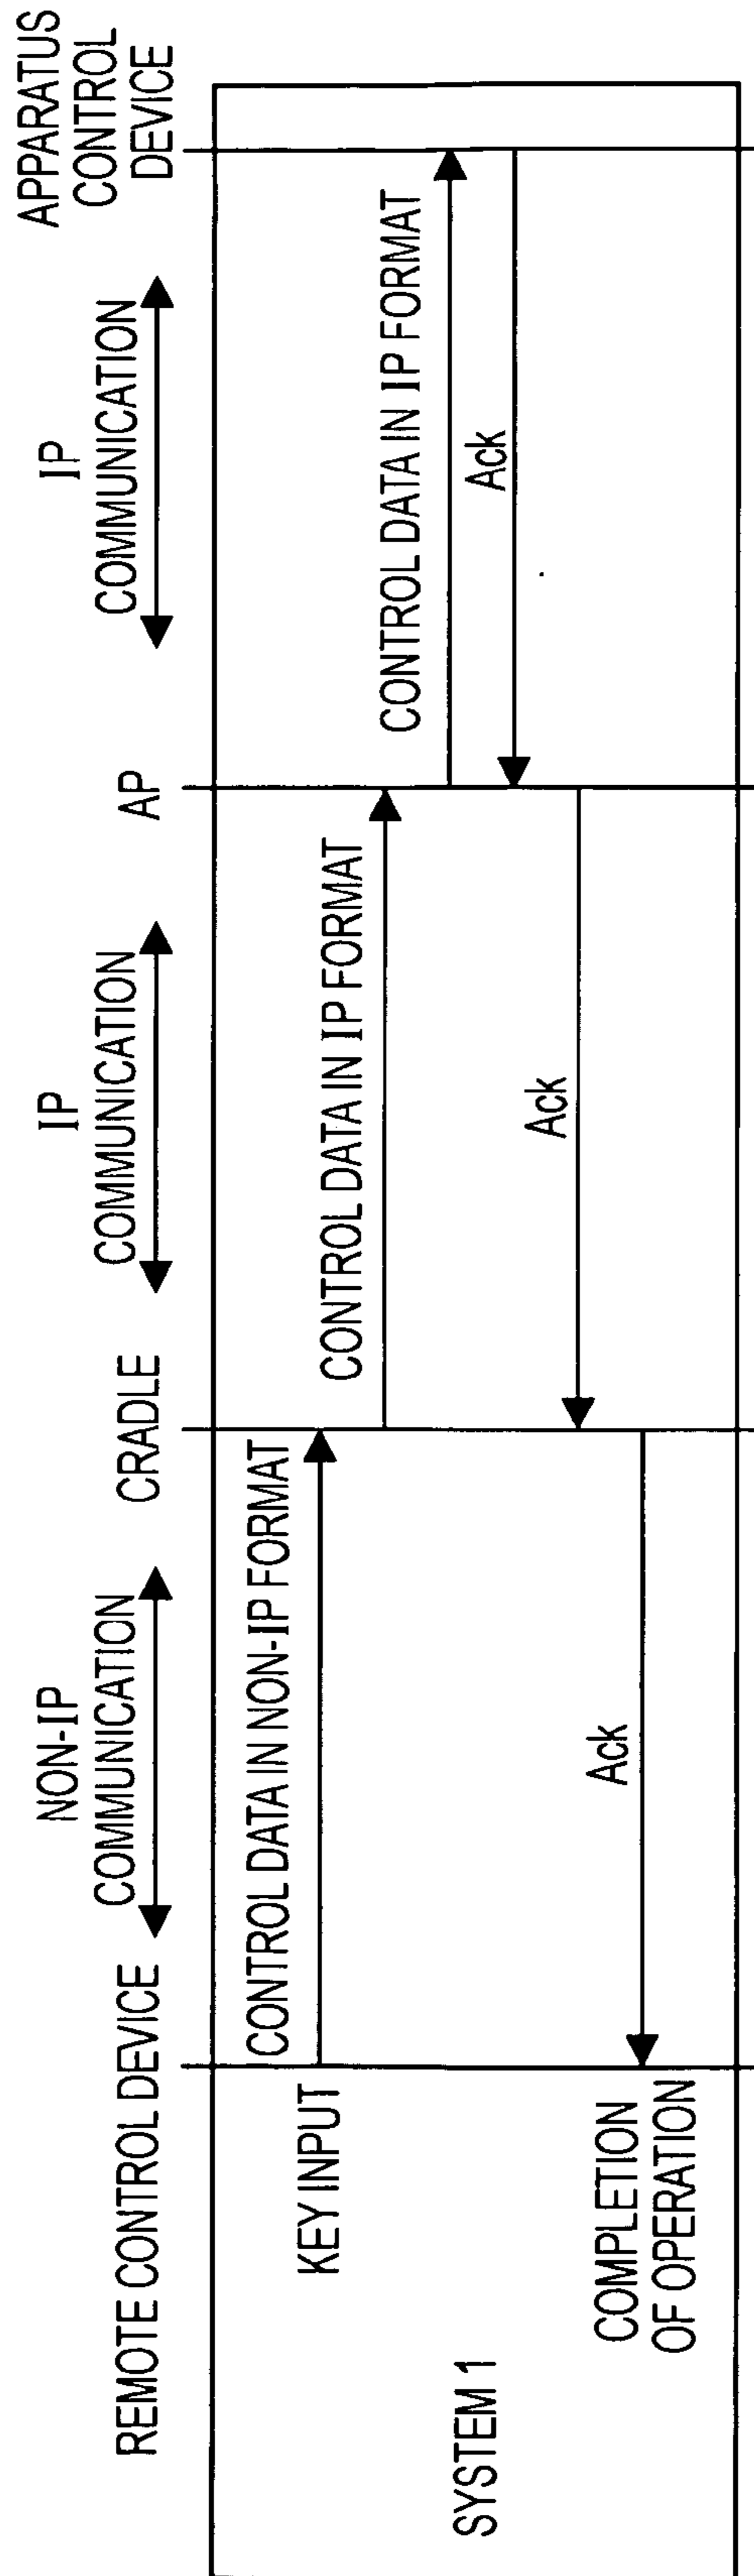 REMOTE CONTROL DEVICE
NON-IP
COMMUNICATION
CRADLE
IP
COMMUNICATION
AP
IP
COMMUNICATION
APPARATUS
CONTROL
DEVICE
SYSTEM 1
KEY INPUT
CONTROL DATA IN NON-IP FORMAT
CONTROL DATA IN IP FORMAT
CONTROL DATA IN IP FORMAT
Ack
Ack
Ack
COMPLETION
OF OPERATION